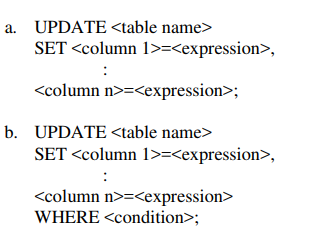 a. UPDATE <table name>
SET <column 1>=<expression>,
:
<column n>=<expression>;
b. UPDATE <table name>
SET <column 1>=<expression>,
:
<column n>=<expression>
WHERE <condition>;